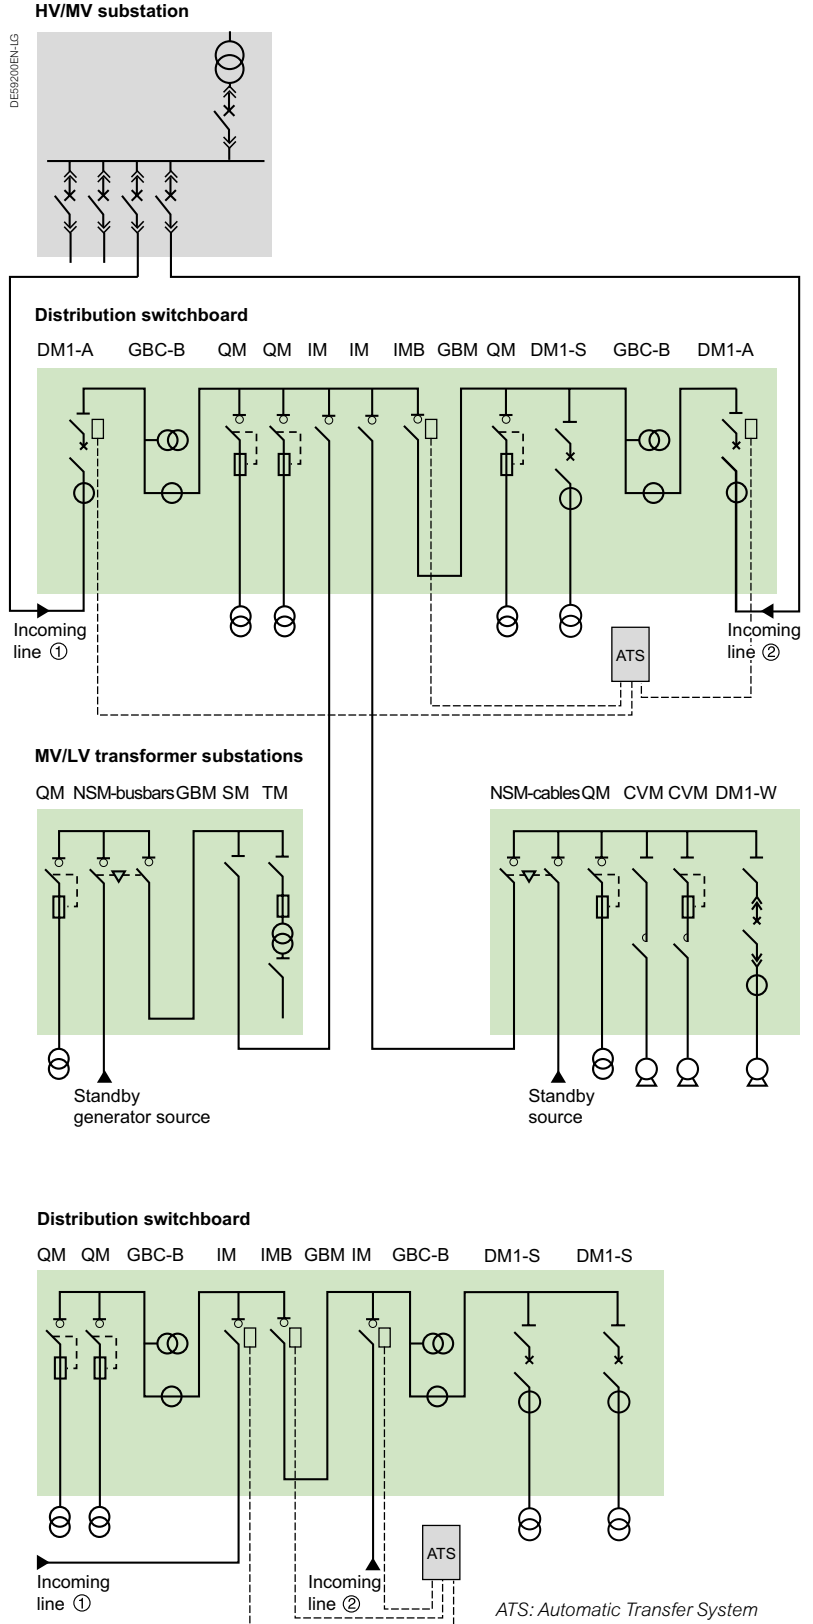 HV/MV substation
DE59200EN-LG
Distribution switchboard
DM1-A GBC-B QM QM IM IM IMB GBM QM DM1-S GBC-B DM1-A
Incoming
line ①
Incoming
line ②
ATS
MV/LV transformer substations
QM NSM-busbars GBM SM TM
NSM-cables QM CVM CVM DM1-W
Standby
generator source
Standby
source
Distribution switchboard
QM QM GBC-B IM IMB GBM IM GBC-B DM1-S DM1-S
ATS
Incoming
line ①
Incoming
line ②
ATS: Automatic Transfer System